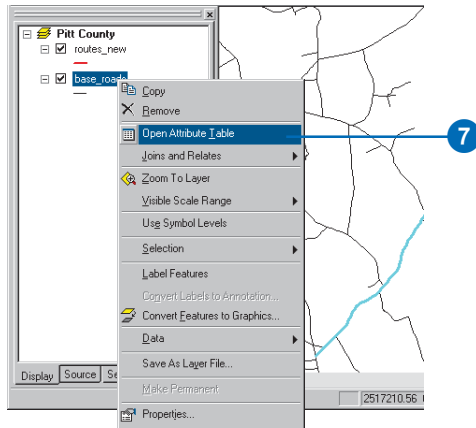 Pitt County
routes_new
base_roads
Copy
Remove
Open Attribute Table
7
Joins and Relates
Zoom To Layer
Visible Scale Range
Use Symbol Levels
Selection
Label Features
Convert Labels to Annotation...
Convert Features to Graphics...
Data
Save As Layer File...
Make Permanent
Properties...
Display
Source
Se
2517210.56